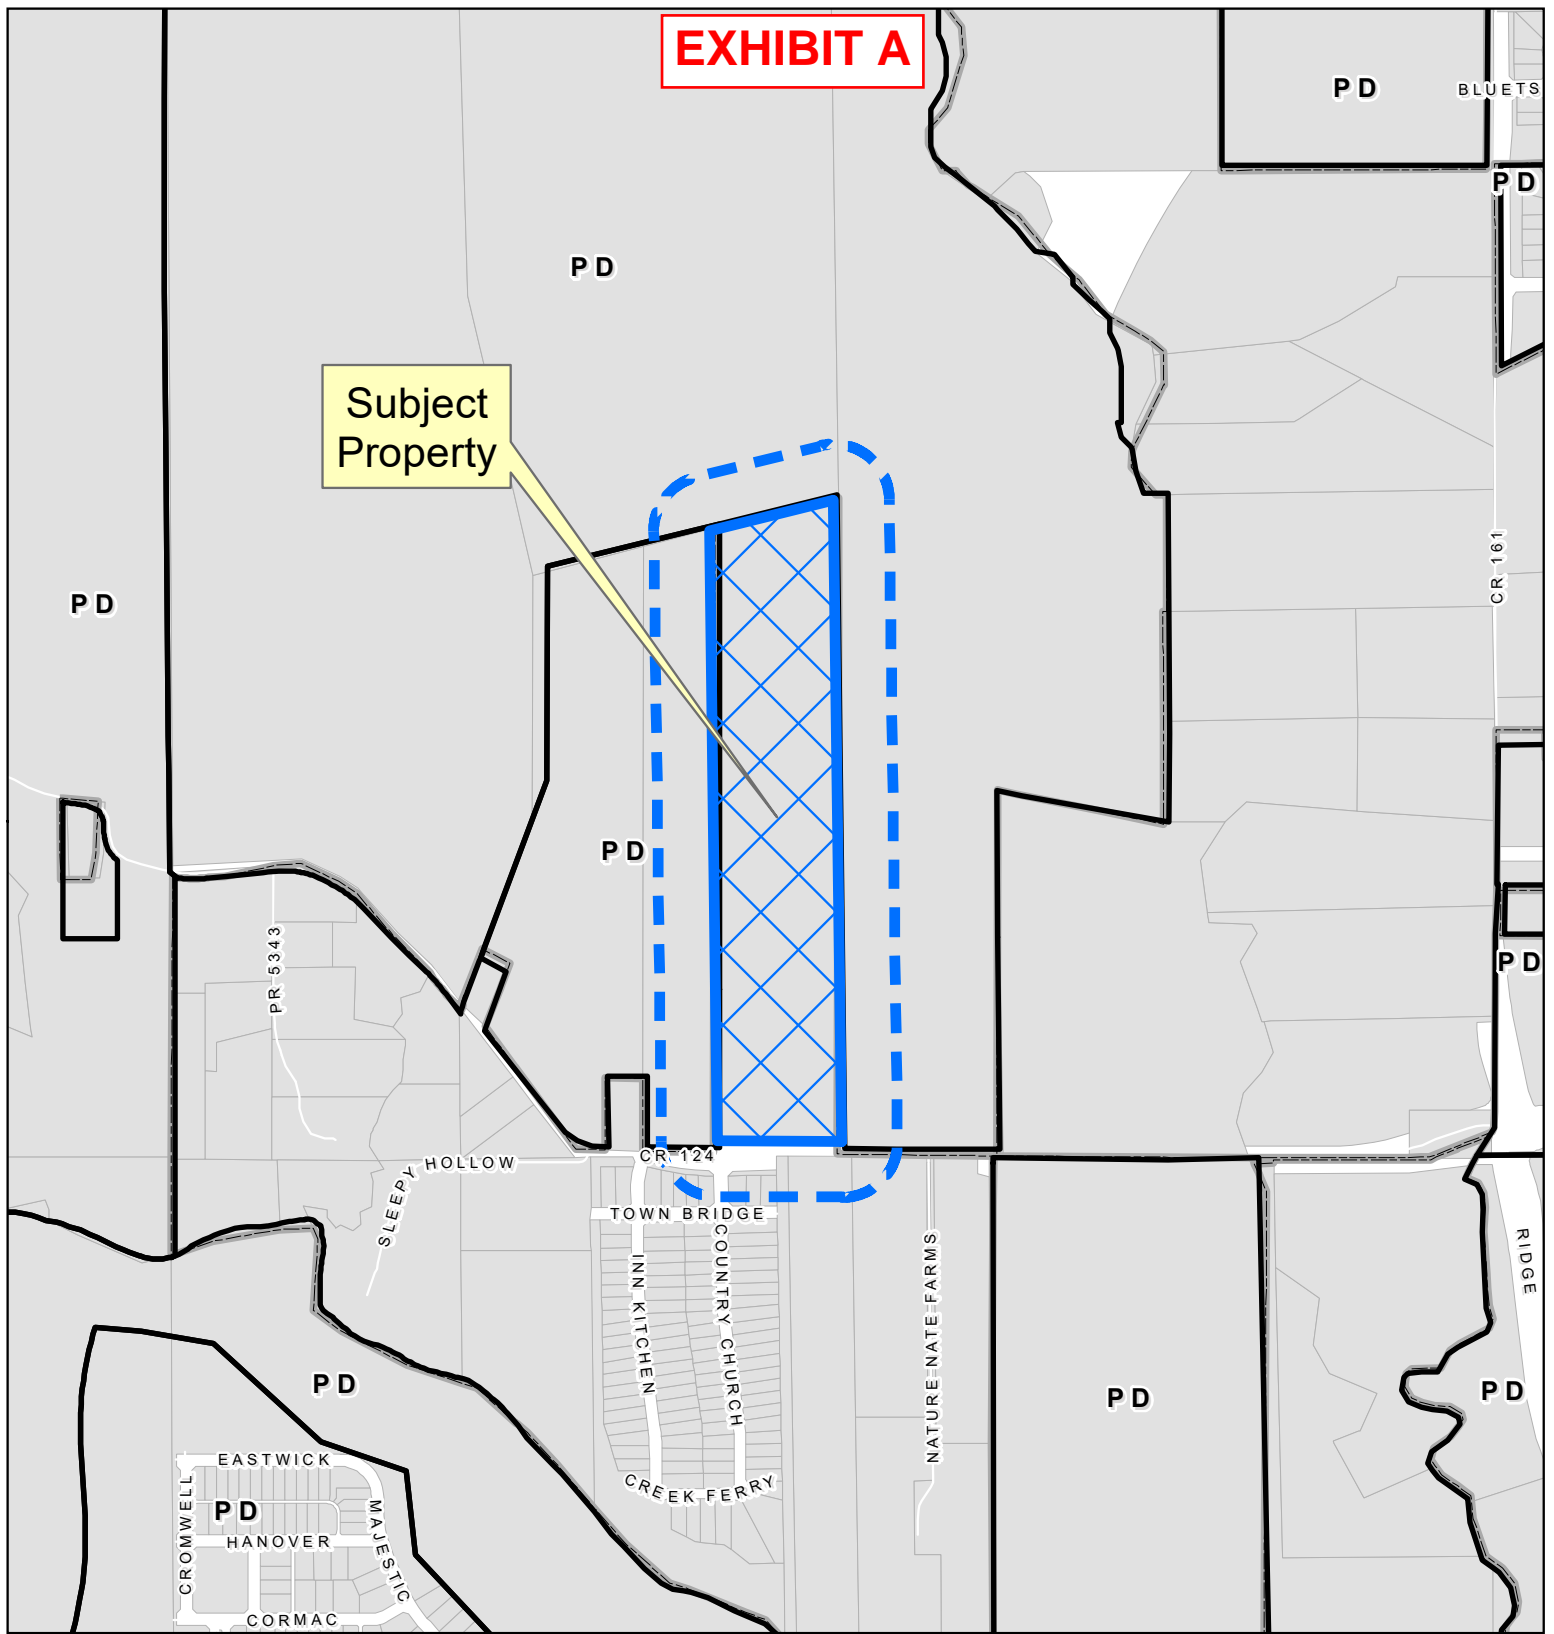 EXHIBIT A
PD
BLUETS
PD
PD
Subject
Property
CR 161
PD
PD
PR 5343
PD
CR 124
SLEEPY HOLLOW
TOWN BRIDGE
INN KITCHEN
COUNTRY CHURCH
NATURE NATE FARMS
RIDGE
PD
PD
PD
CREEK FERRY
EASTWICK
CROMWELL
PD
MAJESTIC
HANOVER
CORMAC